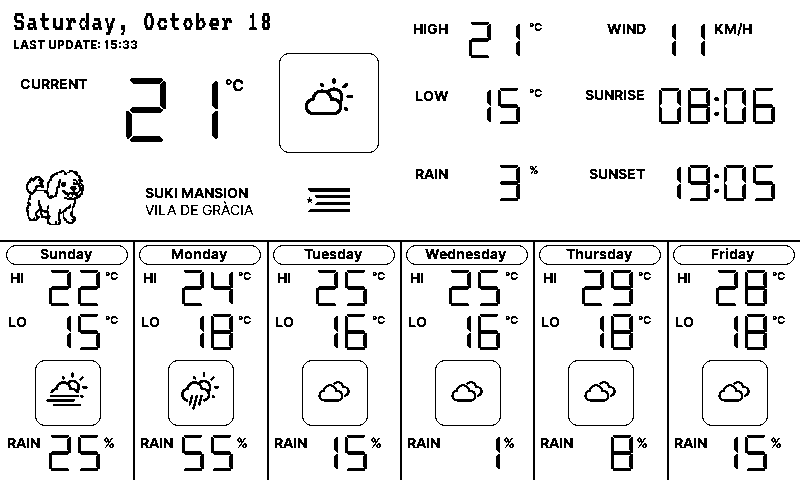 Saturday, October 18
LAST UPDATE: 15:33
CURRENT 21 °C
HIGH 21 °C
WIND 11 KM/H
LOW 15 °C
SUNRISE 08:06
RAIN 3 %
SUNSET 19:05
SUKI MANSION
VILA DE GRÀCIA
Sunday
HI 22 °C
LO 15 °C
RAIN 25 %
Monday
HI 24 °C
LO 18 °C
RAIN 55 %
Tuesday
HI 25 °C
LO 16 °C
RAIN 15 %
Wednesday
HI 25 °C
LO 16 °C
RAIN 1 %
Thursday
HI 29 °C
LO 18 °C
RAIN 8 %
Friday
HI 28 °C
LO 18 °C
RAIN 15 %